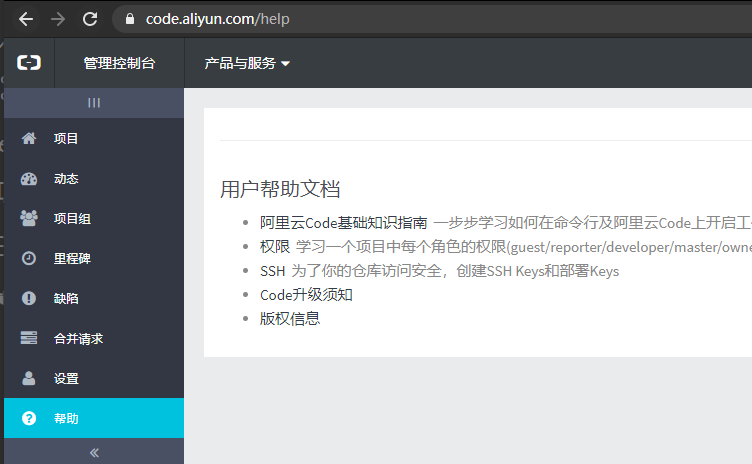 code.aliyun.com/help
管理控制台
产品与服务
项目
动态
项目组
里程碑
缺陷
合并请求
设置
帮助
用户帮助文档
阿里云Code基础知识指南 一步步学习如何在命令行及阿里云Code上开启工
权限 学习一个项目中每个角色的权限(guest/reporter/developer/master/owne
SSH 为了你的仓库访问安全，创建SSH Keys和部署Keys
Code升级须知
版权信息